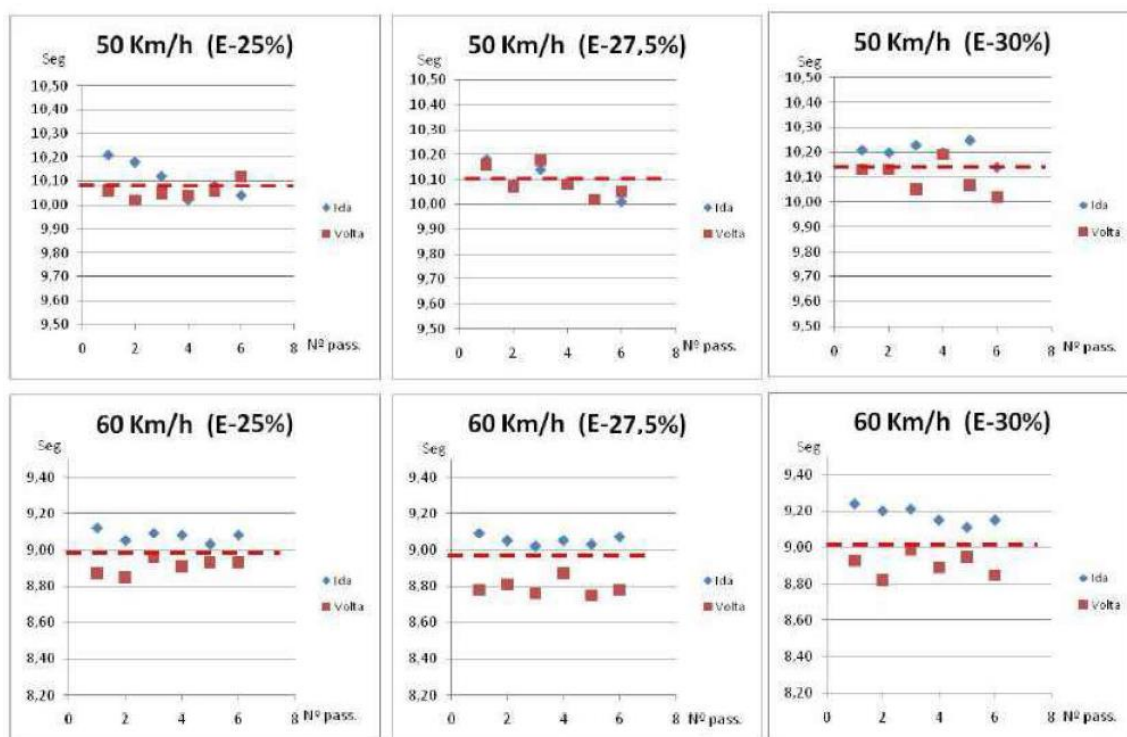 50 Km/h (E-25%)
Seg
10,50
10,40
10,30
10,20
10,10
10,00
9,90
9,80
9,70
9,60
9,50
0
2
4
6
8
Nº pass.
Ida
Volta
50 Km/h (E-27,5%)
Seg
10,50
10,40
10,30
10,20
10,10
10,00
9,90
9,80
9,70
9,60
9,50
0
2
4
6
8
Nº pass.
Ida
Volta
50 Km/h (E-30%)
Seg
10,50
10,40
10,30
10,20
10,10
10,00
9,90
9,80
9,70
9,60
9,50
0
2
4
6
8
Nº pass.
Ida
Volta
60 Km/h (E-25%)
Seg
9,40
9,20
9,00
8,80
8,60
8,40
8,20
0
2
4
6
8
Nº pass.
Ida
Volta
60 Km/h (E-27,5%)
Seg
9,40
9,20
9,00
8,80
8,60
8,40
8,20
0
2
4
6
8
Nº pass.
Ida
Volta
60 Km/h (E-30%)
Seg
9,40
9,20
9,00
8,80
8,60
8,40
8,20
0
2
4
6
8
Nº pass.
Ida
Volta